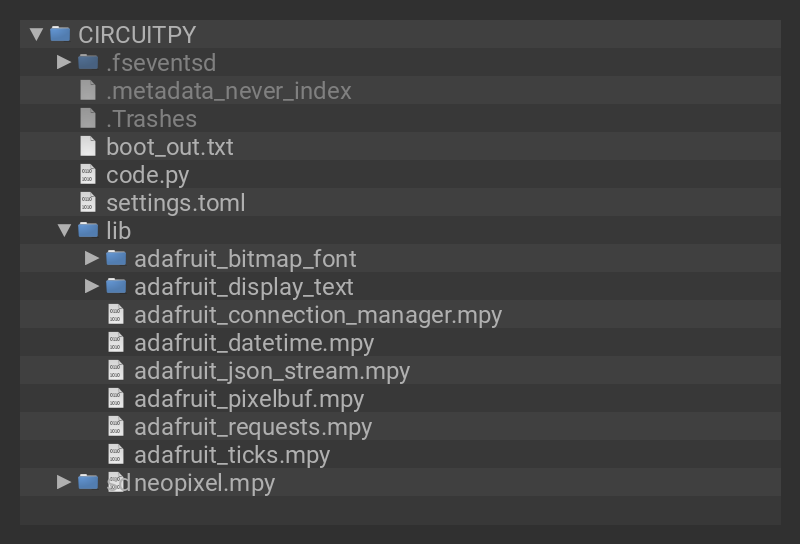 CIRCUITPY
.fseventsd
.metadata_never_index
.Trashes
boot_out.txt
code.py
settings.toml
lib
adafruit_bitmap_font
adafruit_display_text
adafruit_connection_manager.mpy
adafruit_datetime.mpy
adafruit_json_stream.mpy
adafruit_pixelbuf.mpy
adafruit_requests.mpy
adafruit_ticks.mpy
sd neopixel.mpy